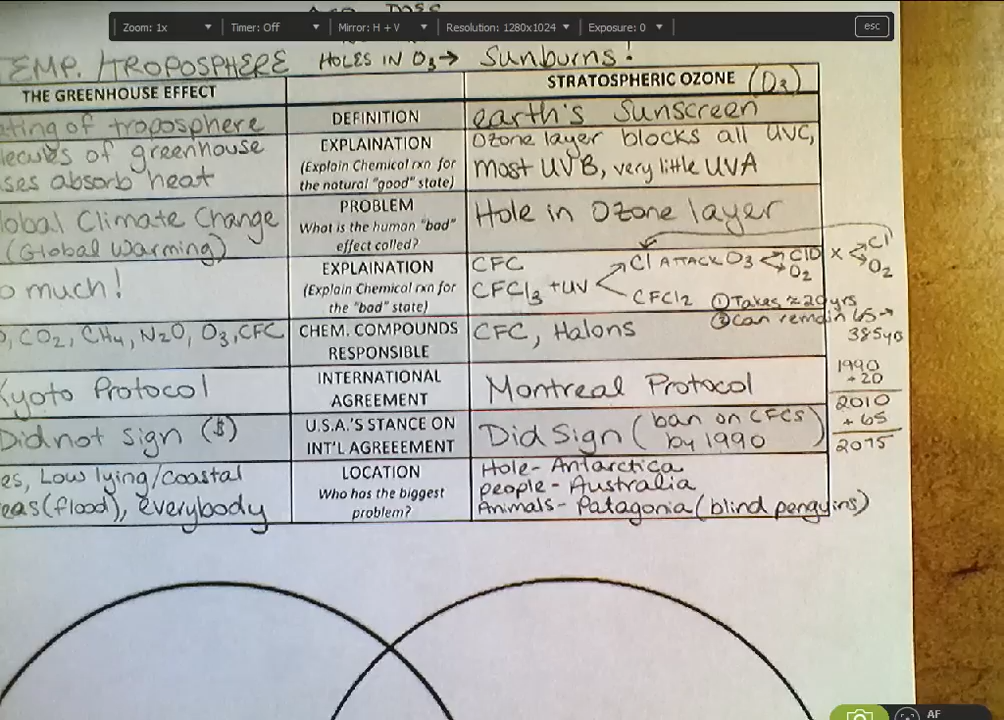 Zoom: 1x Timer: Off Mirror: H + V Resolution: 1280x1024 Exposure: 0 esc
EMP. /TROPOSPHERE HOLES IN O3 → Sunburns!
THE GREENHOUSE EFFECT STRATOSPHERIC OZONE (O3)
ating of troposphere DEFINITION earth's Sunscreen
lecules of greenhouse
ses absorb heat
EXPLAINATION
(Explain Chemical rxn for
the natural "good" state)
Ozone layer blocks all UVC,
most UVB, very little UVA
lobal Climate Change
(Global Warming)
PROBLEM
What is the human "bad"
effect called?
Hole in Ozone layer
o much!
EXPLAINATION
(Explain Chemical rxn for
the "bad" state)
CFC Cl ATTACK O3 ClO X Cl
O2 O2
CFCl3 + UV
CFCl2 ① Takes ≈ 20 yrs
② Can remain 65 →
385 yrs
O, CO2, CH4, N2O, O3, CFC
CHEM. COMPOUNDS
RESPONSIBLE
CFC, Halons
Kyoto Protocol
INTERNATIONAL
AGREEMENT
Montreal Protocol
1990
+ 20
2010
+ 65
2075
Did not sign ($)
U.S.A.'S STANCE ON
INT'L AGREEEMENT
Did Sign (ban on CFCs
by 1990)
es, Low lying/coastal
eas (flood), everybody
LOCATION
Who has the biggest
problem?
Hole- Antarctica
people- Australia
Animals- Patagonia (blind penguins)
AF